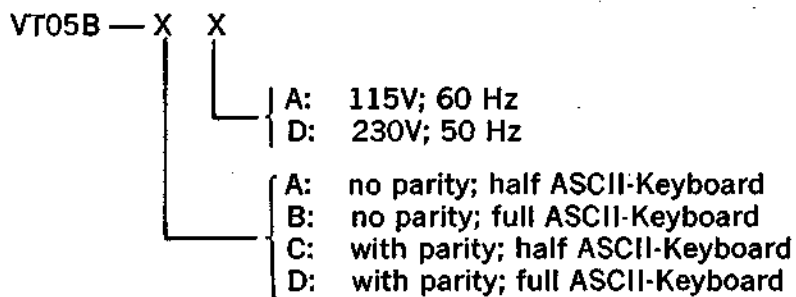 VT05B — X X
A: 115V; 60 Hz
D: 230V; 50 Hz
A: no parity; half ASCII-Keyboard
B: no parity; full ASCII-Keyboard
C: with parity; half ASCII-Keyboard
D: with parity; full ASCII-Keyboard